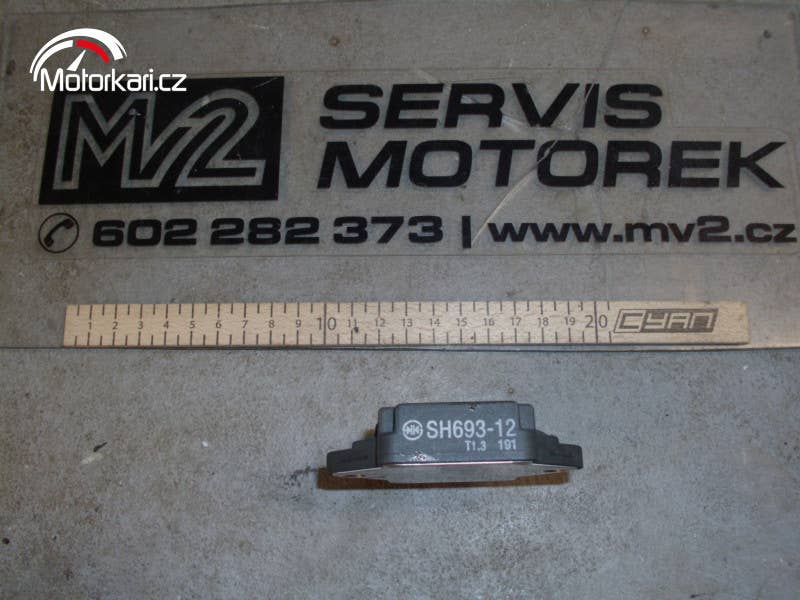 Motorkari.cz
MV2
SERVIS
MOTOREK
602 282 373 | www.mv2.cz
1 2 3 4 5 6 7 8 9 10 11 12 13 14 15 16 17 18 19 20 CYAN
SH693-12
T1.3 191